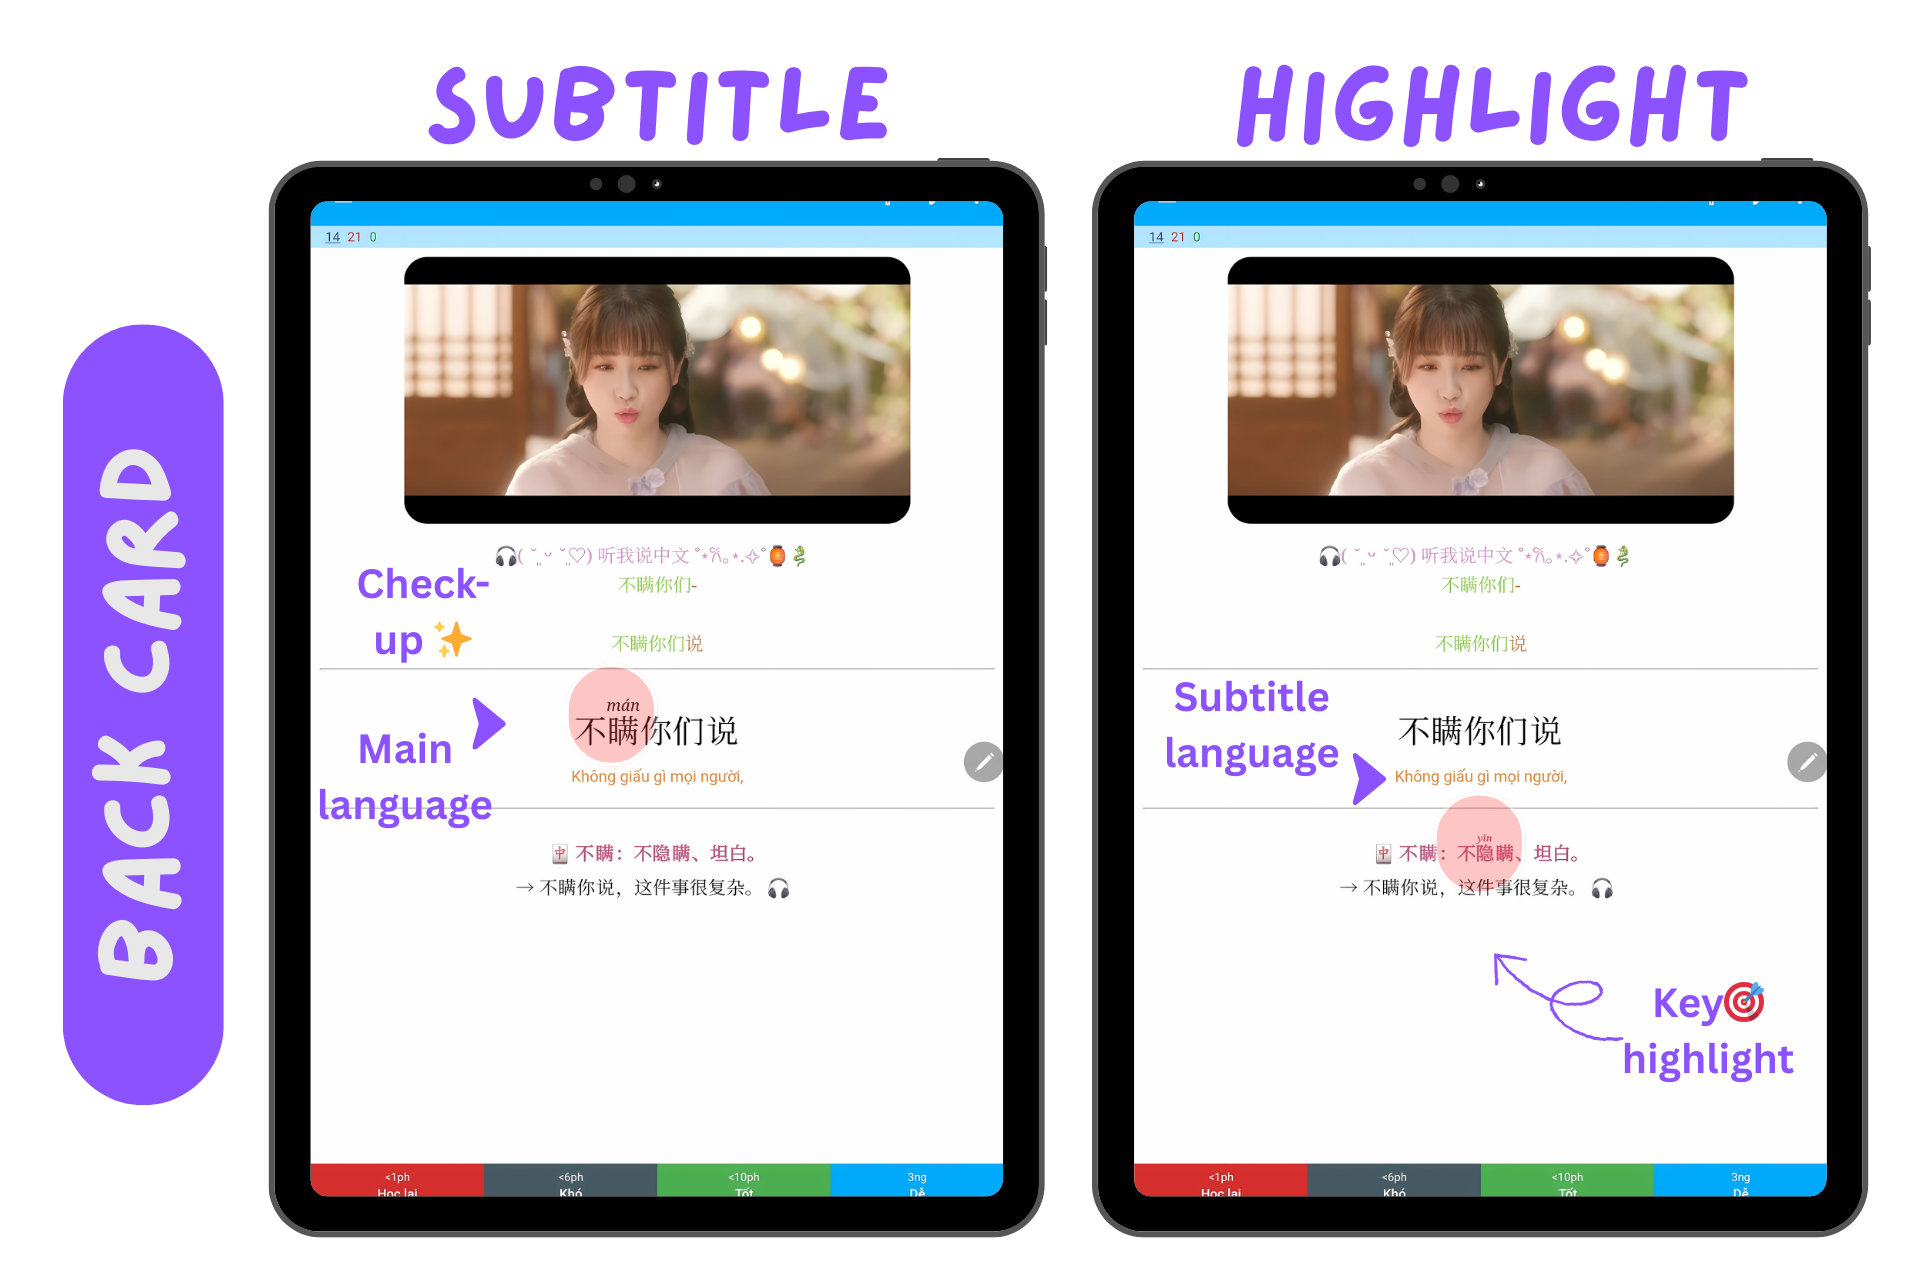 SUBTITLE
HIGHLIGHT
BACK CARD
14 21 0
🎧( ˘͈ ᵕ ˘͈♡) 听我说中文 ˚⋆𐙚｡⋆.✧˚🏮🐉
不瞒你们-
Check-
up ✨
不瞒你们说
mán
不瞒你们说
Main
language
Không giấu gì mọi người,
🀄 不瞒：不隐瞒、坦白。
→ 不瞒你说，这件事很复杂。 🎧
<1ph <6ph <10ph 3ng
Học lại Khó Tốt Dễ
14 21 0
🎧( ˘͈ ᵕ ˘͈♡) 听我说中文 ˚⋆𐙚｡⋆.✧˚🏮🐉
不瞒你们-
不瞒你们说
Subtitle
language
不瞒你们说
Không giấu gì mọi người,
yǐn
🀄 不瞒：不隐瞒、坦白。
→ 不瞒你说，这件事很复杂。 🎧
Key🎯
highlight
<1ph <6ph <10ph 3ng
Học lại Khó Tốt Dễ